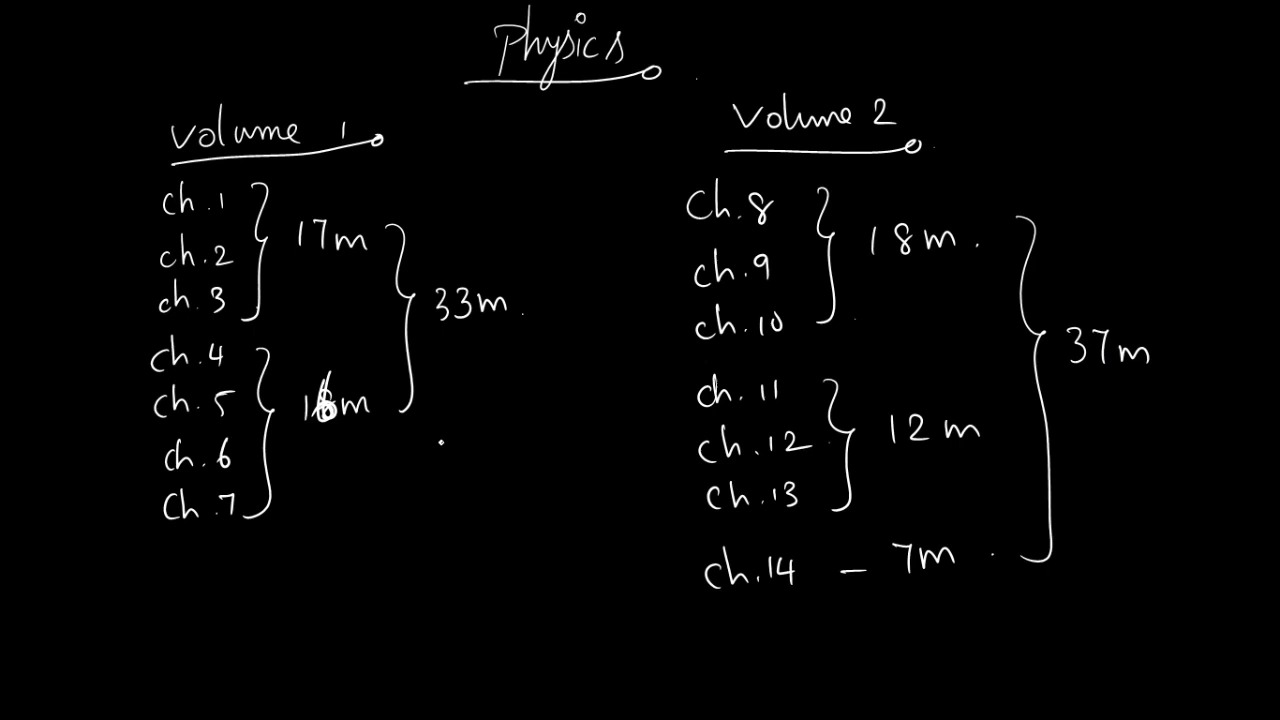 Physics
Volume 1
ch.1
ch.2
ch.3
17m
ch.4
ch.5
ch.6
ch.7
16m
33m
Volume 2
ch.8
ch.9
ch.10
18m
ch.11
ch.12
ch.13
12m
ch.14 - 7m
37m